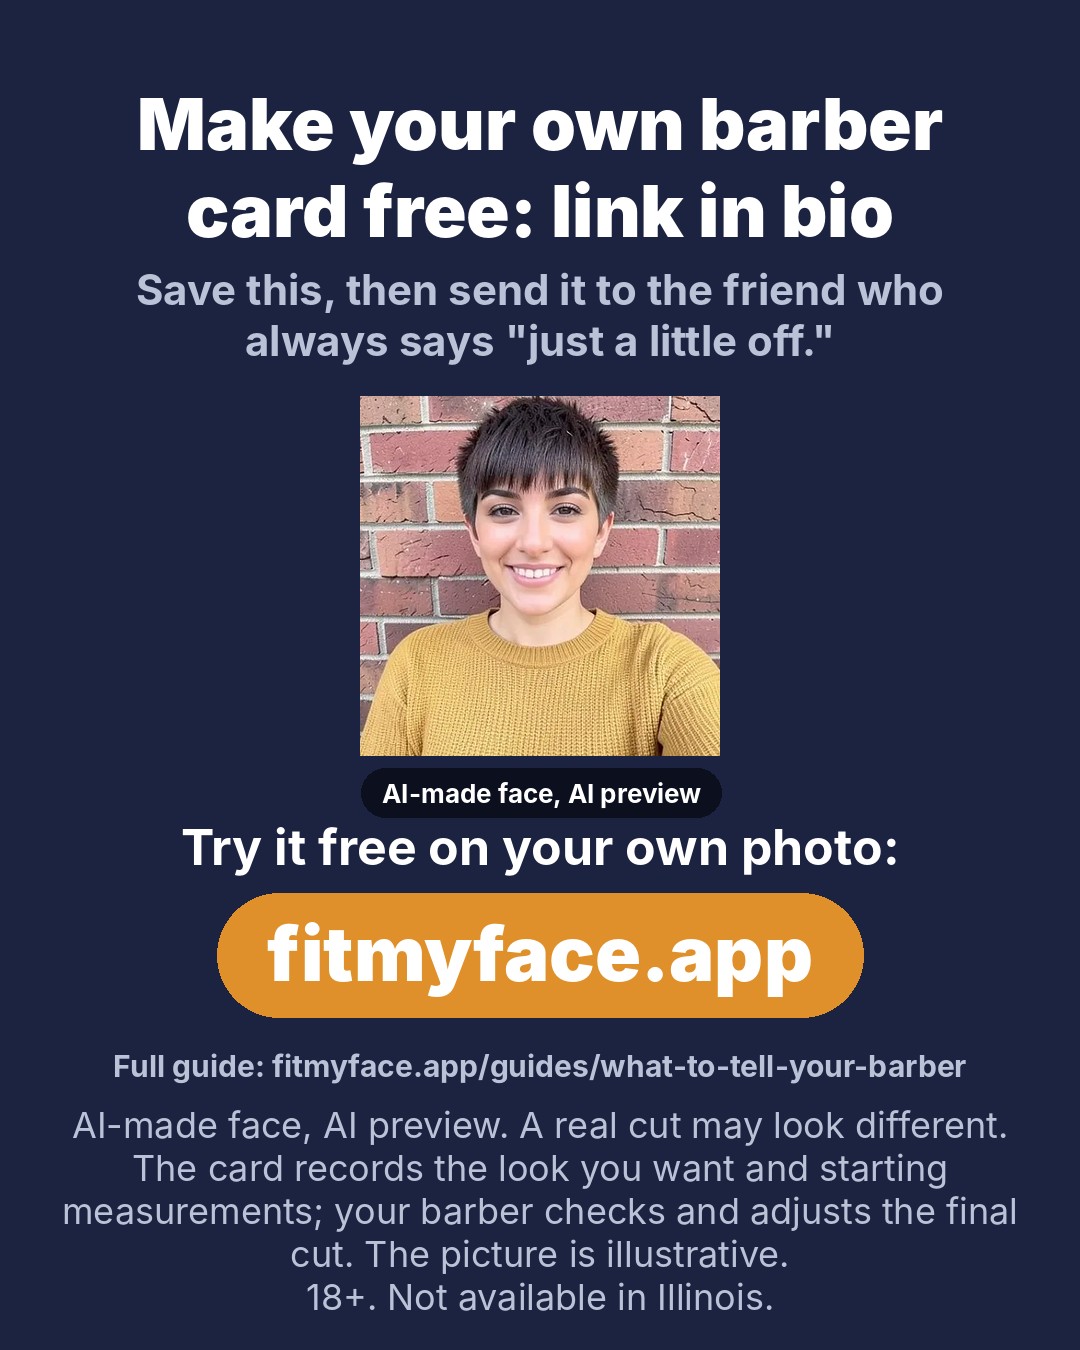 Make your own barber
card free: link in bio
Save this, then send it to the friend who
always says "just a little off."
AI-made face, AI preview
Try it free on your own photo:
fitmyface.app
Full guide: fitmyface.app/guides/what-to-tell-your-barber
AI-made face, AI preview. A real cut may look different.
The card records the look you want and starting
measurements; your barber checks and adjusts the final
cut. The picture is illustrative.
18+. Not available in Illinois.